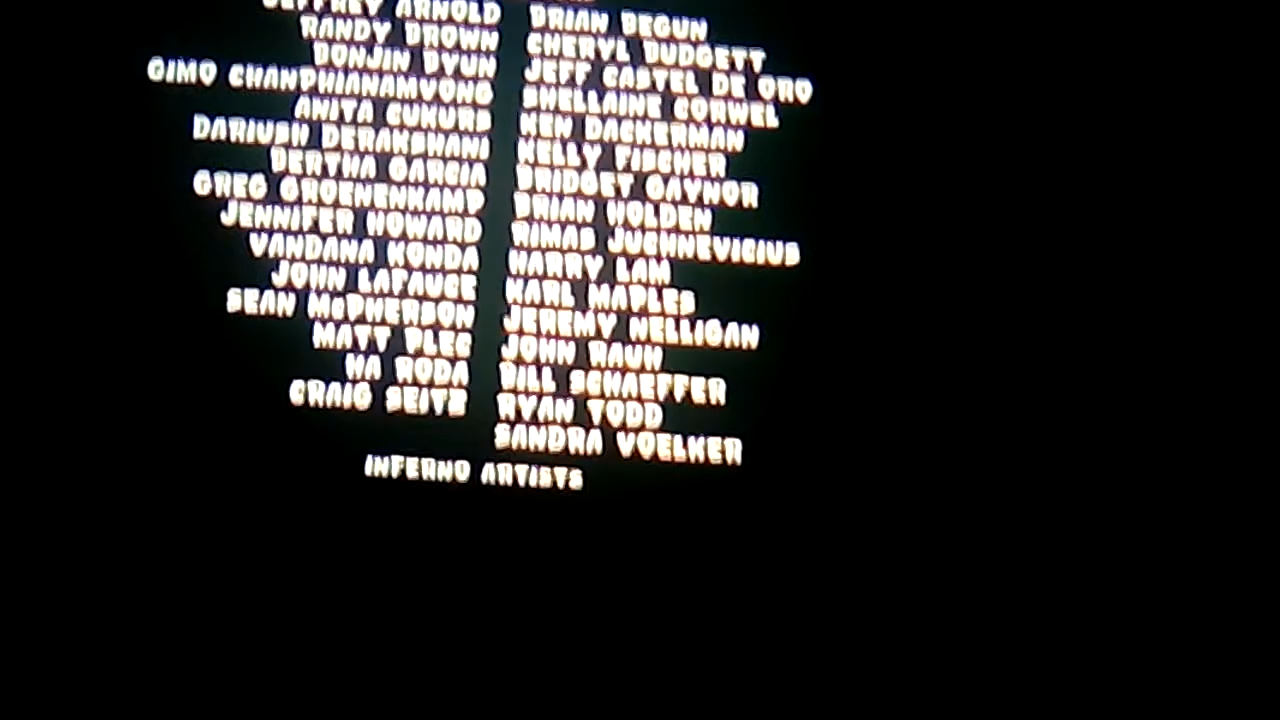 JEFFREY ARNOLD BRIAN BEGUN
RANDY BROWN CHERYL BUDGETT
BONJIN BYUN JEFF CASTEL DE ORO
GIMO CHANPHIANAMVONG SHELLAINE CORWEL
ANITA CUKURS KEN DACKERMAN
DARIUSH DERAKSHANI KELLY FISCHER
BERTHA GARCIA BRIDGET GAYNOR
GREG GROENENKAMP BRIAN HOLDEN
JENNIFER HOWARD RIMAS JUCHNEVICIUS
VANDANA KONDA HARRY LAM
JOHN LAFAUCE KARL MAPLES
SEAN McPHERSON JEREMY NELLIGAN
MATT PLEC JOHN RAUH
HA RODA BILL SCHAEFFER
CRAIG SEITZ RYAN TODD
SANDRA VOELKER
INFERNO ARTISTS